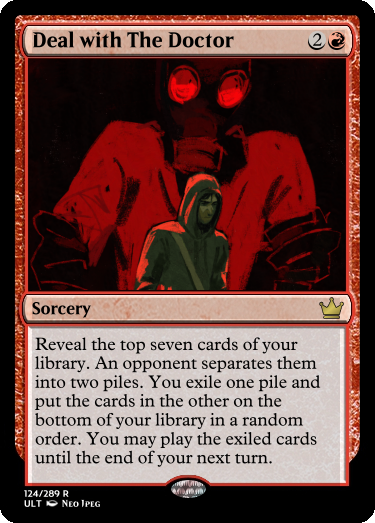 Deal with The Doctor 2
Sorcery
Reveal the top seven cards of your
library. An opponent separates them
into two piles. You exile one pile and
put the cards in the other on the
bottom of your library in a random
order. You may play the exiled cards
until the end of your next turn.
124/289 R
ULT Neo Jpeg